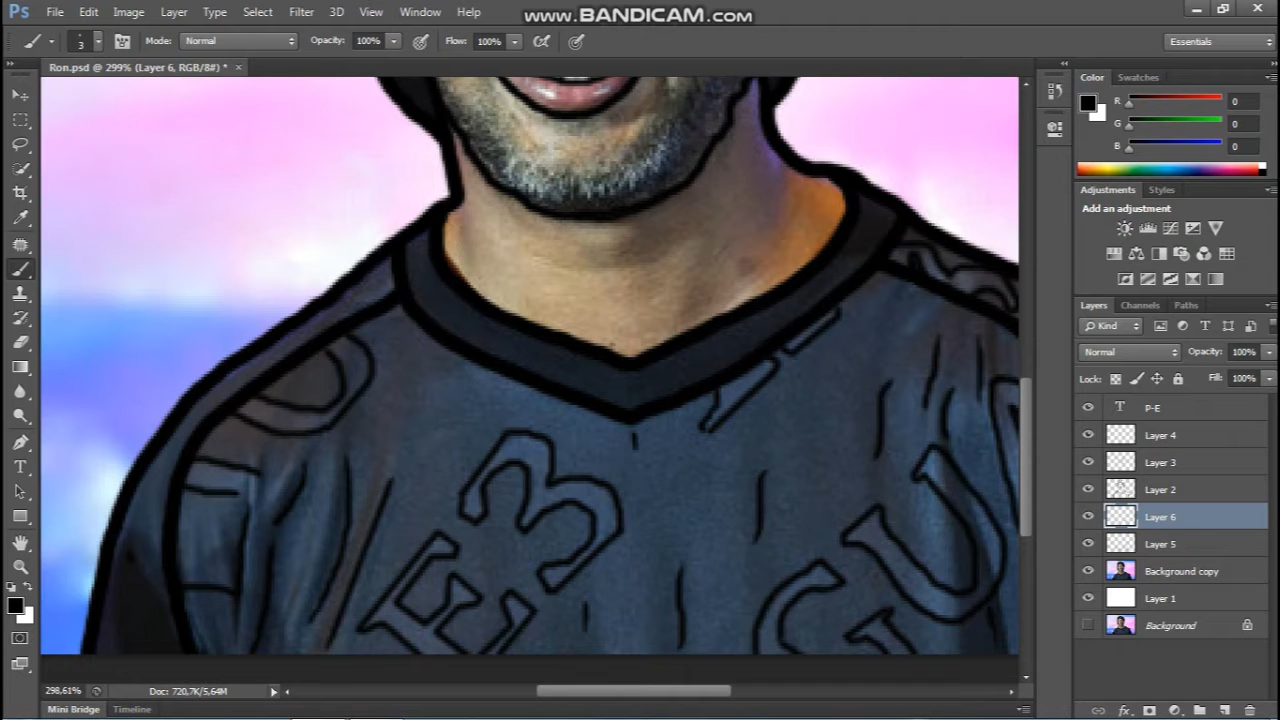 Ps File Edit Image Layer Type Select Filter 3D View Window Help
www.BANDICAM.com
3 Mode: Normal Opacity: 100% Flow: 100% Essentials
Ron.psd @ 299% (Layer 6, RGB/8#) * ×
Color Swatches
R 0
G 0
B 0
Adjustments Styles
Add an adjustment
Layers Channels Paths
Kind
Normal Opacity: 100%
Lock: Fill: 100%
T P-E
Layer 4
Layer 3
Layer 2
Layer 6
Layer 5
Background copy
Layer 1
Background
298,61% Doc: 720,7K/5,64M
Mini Bridge Timeline